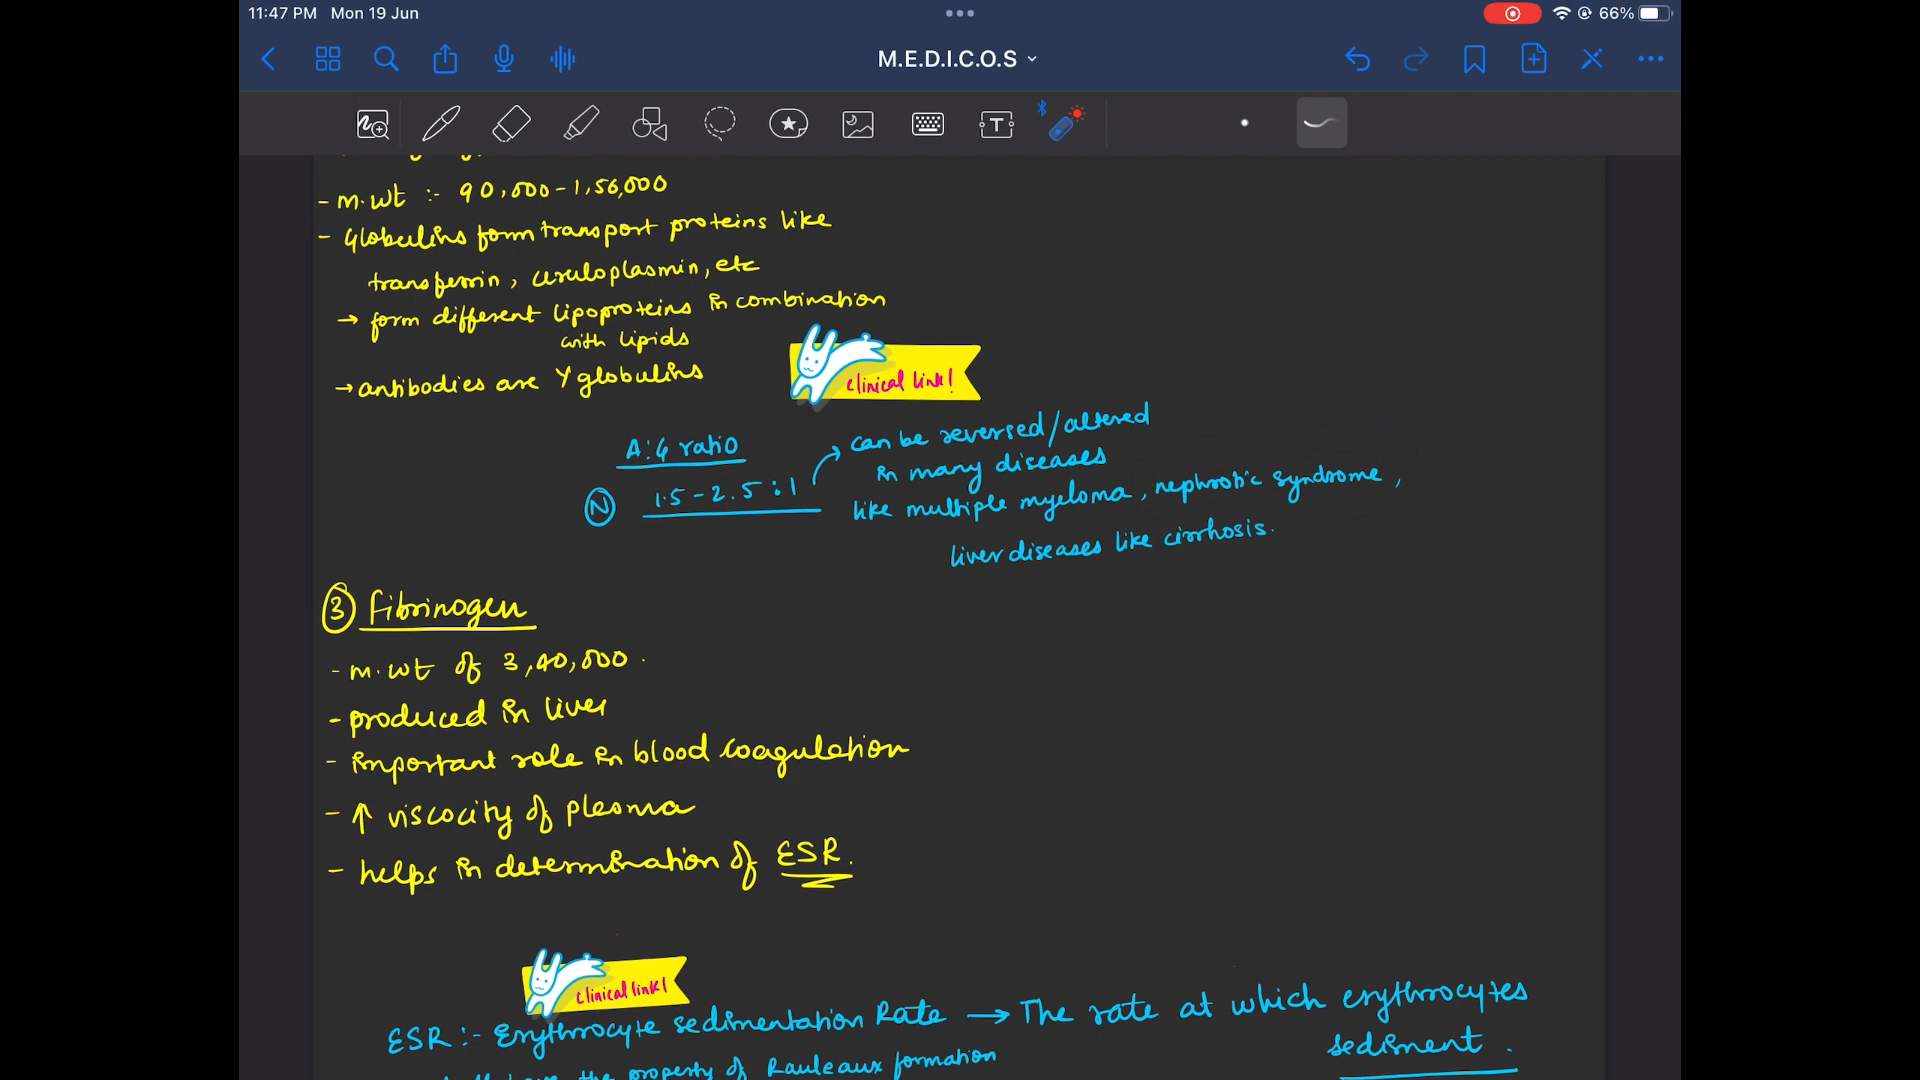 11:47 PM Mon 19 Jun
66%
M.E.D.I.C.O.S
T
- m.wt :- 90,000-1,56,000
- Globulins form transport proteins like
transferrin, ceruloplasmin, etc
→ form different lipoproteins in combination
with lipids
→ antibodies are γ globulins
clinical link!
A:G ratio
N 1.5-2.5:1
can be reversed/altered
in many diseases
like multiple myeloma, nephrotic syndrome,
liver diseases like cirrhosis.
3 Fibrinogen
- m.wt of 3,40,000.
- produced in liver
- important role in blood coagulation
- ↑ viscocity of plasma
- helps in determination of ESR.
clinical link!
ESR :- Erythrocyte sedimentation Rate → The rate at which erythrocytes
sediment.
the property of Rauleaux formation